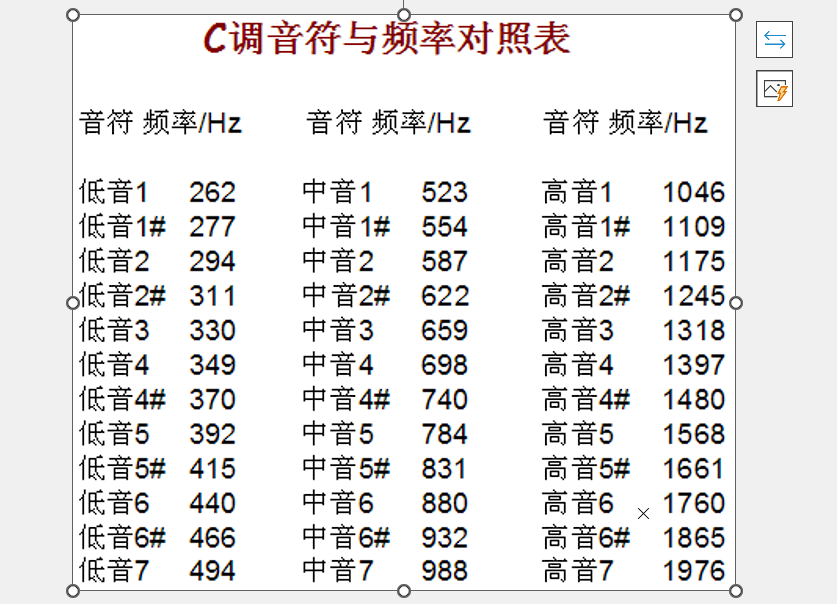 C调音符与频率对照表
音符 频率/Hz 音符 频率/Hz 音符 频率/Hz
低音1 262 中音1 523 高音1 1046
低音1# 277 中音1# 554 高音1# 1109
低音2 294 中音2 587 高音2 1175
低音2# 311 中音2# 622 高音2# 1245
低音3 330 中音3 659 高音3 1318
低音4 349 中音4 698 高音4 1397
低音4# 370 中音4# 740 高音4# 1480
低音5 392 中音5 784 高音5 1568
低音5# 415 中音5# 831 高音5# 1661
低音6 440 中音6 880 高音6 1760
低音6# 466 中音6# 932 高音6# 1865
低音7 494 中音7 988 高音7 1976